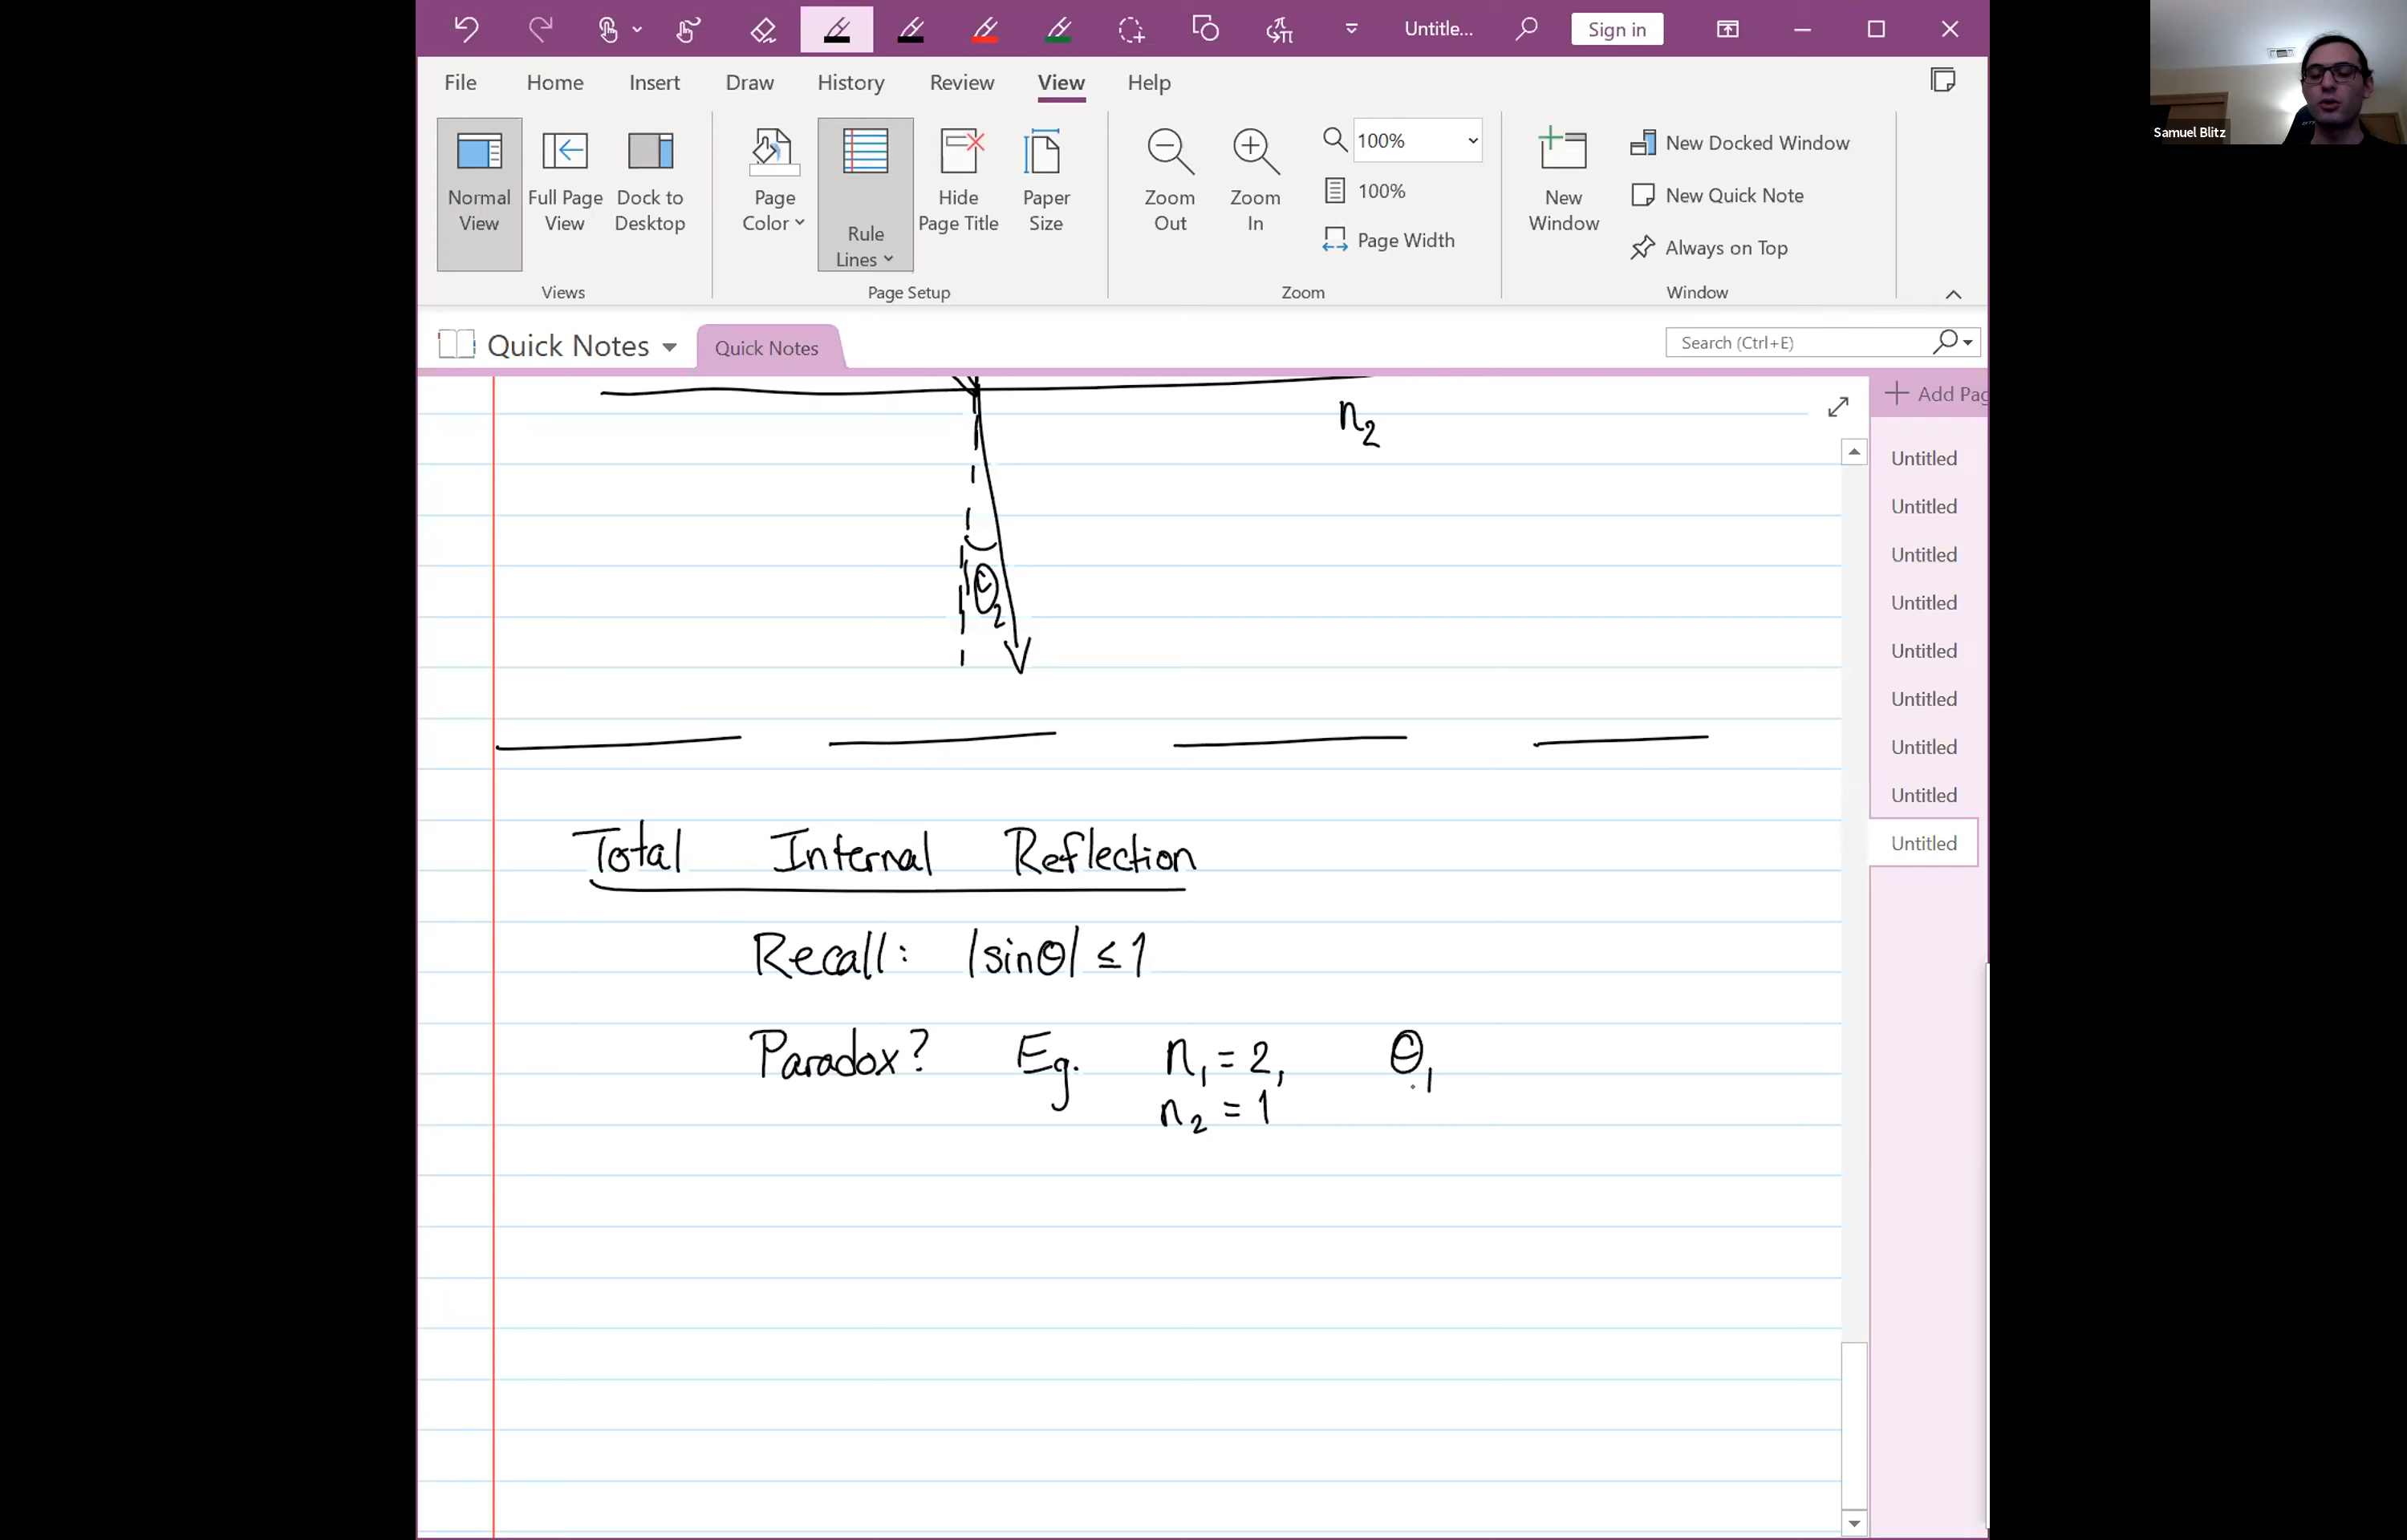 Untitle...
Sign in
File Home Insert Draw History Review View Help
Normal View
Full Page View
Dock to Desktop
Page Color
Rule Lines
Hide Page Title
Paper Size
Zoom Out
Zoom In
100%
100%
Page Width
New Window
New Docked Window
New Quick Note
Always on Top
Views
Page Setup
Zoom
Window
Quick Notes
Quick Notes
Search (Ctrl+E)
Add Pag
Untitled
Untitled
Untitled
Untitled
Untitled
Untitled
Untitled
Untitled
Untitled
n₂
θ₂
Total Internal Reflection
Recall: |sinθ| ≤ 1
Paradox? Eg. n₁ = 2, θ₁
n₂ = 1
Samuel Blitz